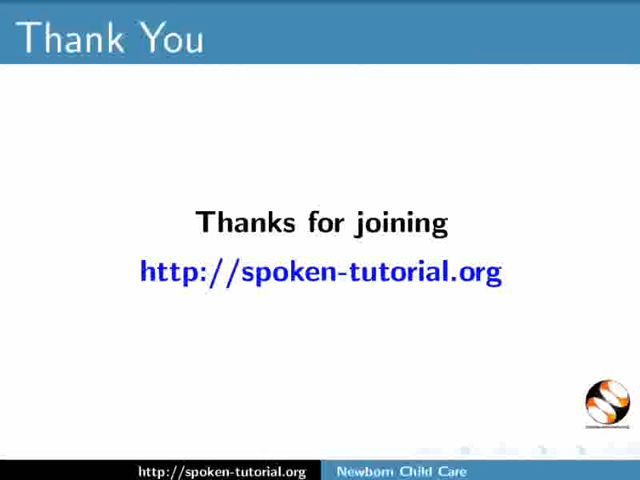 Thank You
Thanks for joining
http://spoken-tutorial.org
http://spoken-tutorial.org
Newborn Child Care